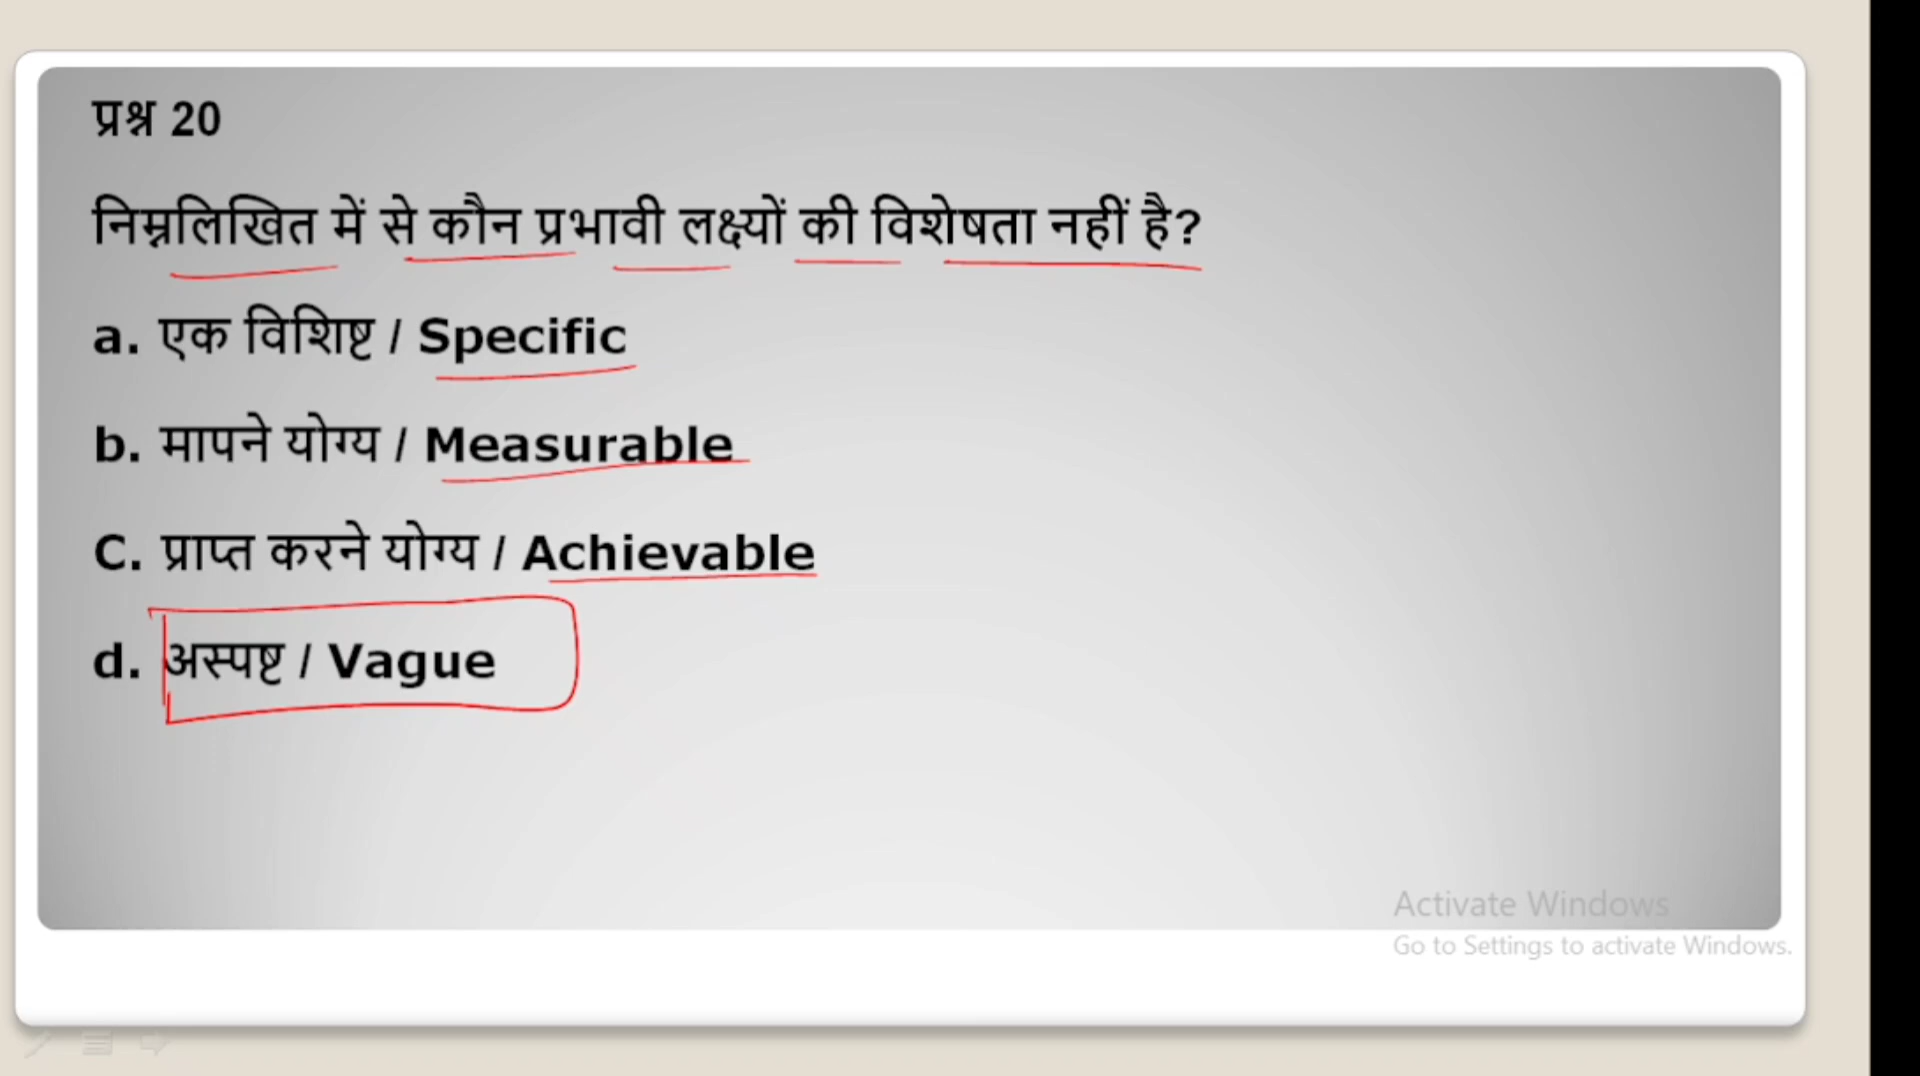 प्रश्न 20
निम्नलिखित में से कौन प्रभावी लक्ष्यों की विशेषता नहीं है?
a. एक विशिष्ट / Specific
b. मापने योग्य / Measurable
C. प्राप्त करने योग्य / Achievable
d. अस्पष्ट / Vague
Activate Windows
Go to Settings to activate Windows.